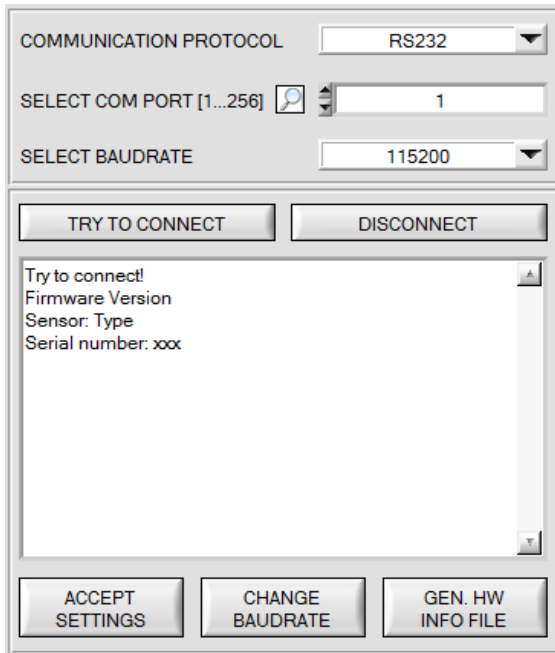 COMMUNICATION PROTOCOL RS232
SELECT COM PORT [1...256] 1
SELECT BAUDRATE 115200
TRY TO CONNECT DISCONNECT
Try to connect!
Firmware Version
Sensor: Type
Serial number: xxx
ACCEPT SETTINGS
CHANGE BAUDRATE
GEN. HW INFO FILE